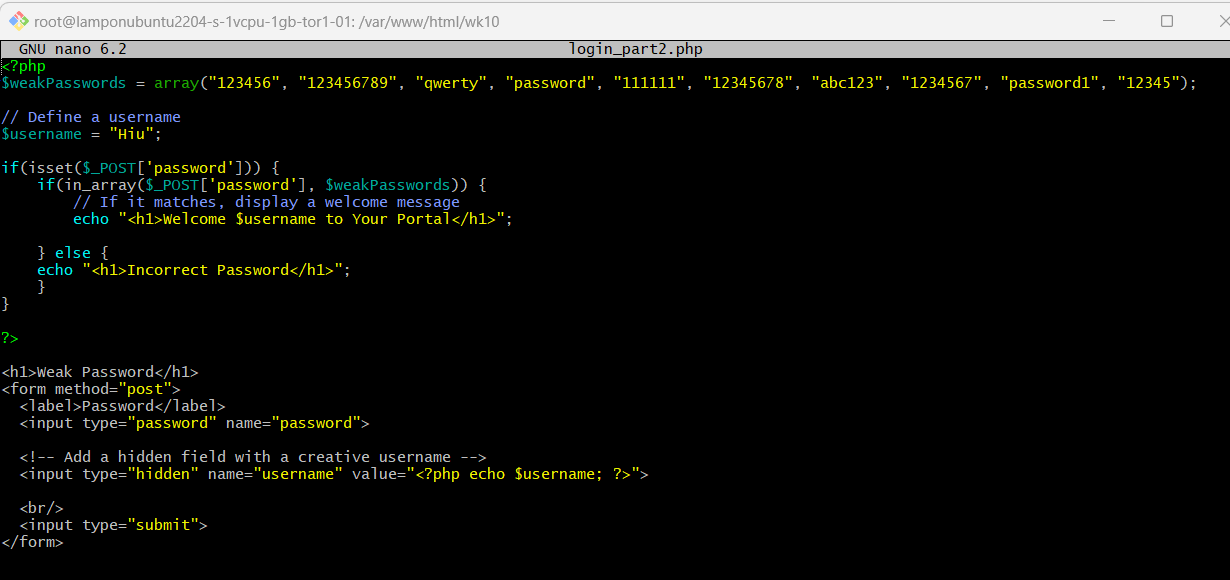 root@lamponubuntu2204-s-1vcpu-1gb-tor1-01: /var/www/html/wk10
GNU nano 6.2 login_part2.php
<?php
$weakPasswords = array("123456", "123456789", "qwerty", "password", "111111", "12345678", "abc123", "1234567", "password1", "12345");
// Define a username
$username = "Hiu";
if(isset($_POST['password'])) {
    if(in_array($_POST['password'], $weakPasswords)) {
        // If it matches, display a welcome message
        echo "<h1>Welcome $username to Your Portal</h1>";
    } else {
    echo "<h1>Incorrect Password</h1>";
    }
}
?>
<h1>Weak Password</h1>
<form method="post">
  <label>Password</label>
  <input type="password" name="password">
  <!-- Add a hidden field with a creative username -->
  <input type="hidden" name="username" value="<?php echo $username; ?>">
  <br/>
  <input type="submit">
</form>